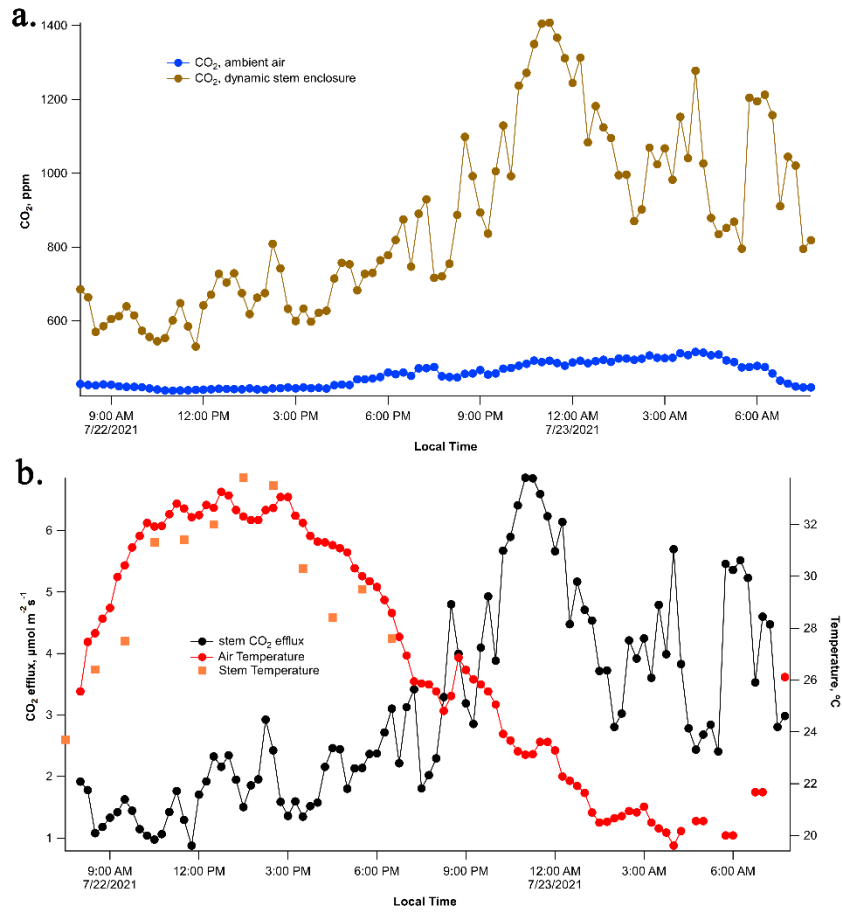 a.
1400
1200
1000
800
600
CO2, ppm
CO2, ambient air
CO2, dynamic stem enclosure
9:00 AM 12:00 PM 3:00 PM 6:00 PM 9:00 PM 12:00 AM 3:00 AM 6:00 AM
7/22/2021 7/23/2021
Local Time
b.
6
5
4
3
2
1
CO2 efflux, µmol m-2 s-1
stem CO2 efflux
Air Temperature
Stem Temperature
32
30
28
26
24
22
20
Temperature, ºC
9:00 AM 12:00 PM 3:00 PM 6:00 PM 9:00 PM 12:00 AM 3:00 AM 6:00 AM
7/22/2021 7/23/2021
Local Time